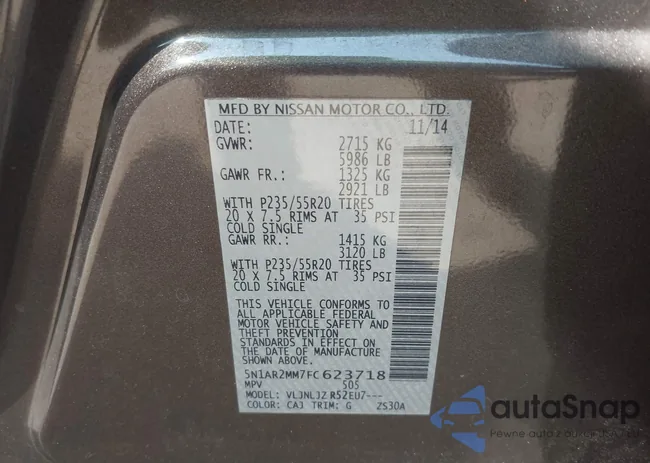 MFD BY NISSAN MOTOR CO., LTD.
DATE: 11/14
GVWR: 2715 KG
5986 LB
GAWR FR.: 1325 KG
2921 LB
WITH P235/55R20 TIRES
20 X 7.5 RIMS AT 35 PSI
COLD SINGLE
GAWR RR.: 1415 KG
3120 LB
WITH P235/55R20 TIRES
20 X 7.5 RIMS AT 35 PSI
COLD SINGLE
THIS VEHICLE CONFORMS TO
ALL APPLICABLE FEDERAL
MOTOR VEHICLE SAFETY AND
THEFT PREVENTION
STANDARDS IN EFFECT ON
THE DATE OF MANUFACTURE
SHOWN ABOVE.
5N1AR2MM7FC623718
MPV 505
MODEL: VLJNLJZ R52EU7---
COLOR: CAJ TRIM: G ZS30A
autoSnap
Pewne auto z